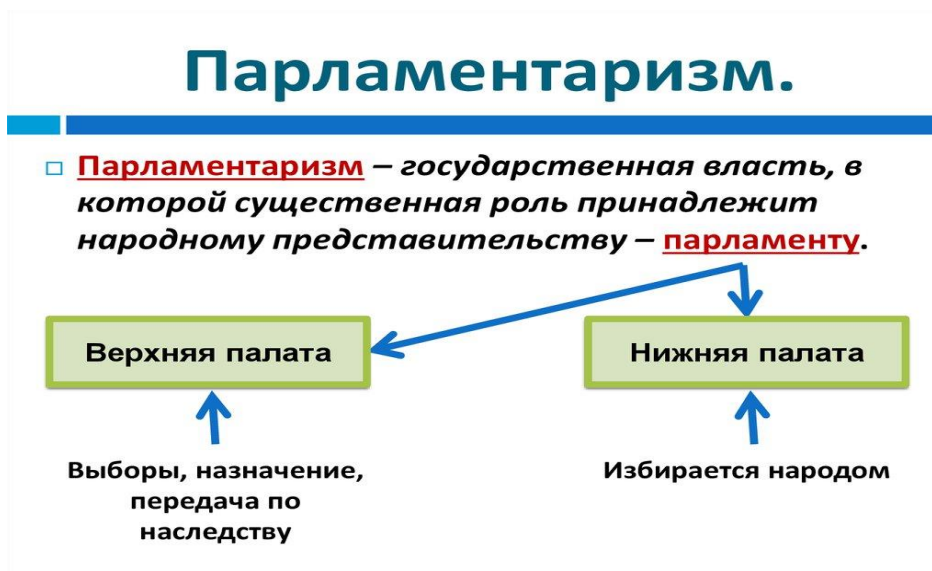 Парламентаризм.
Парламентаризм – государственная власть, в
которой существенная роль принадлежит
народному представительству – парламенту.
Верхняя палата
Нижняя палата
Выборы, назначение,
передача по
наследству
Избирается народом